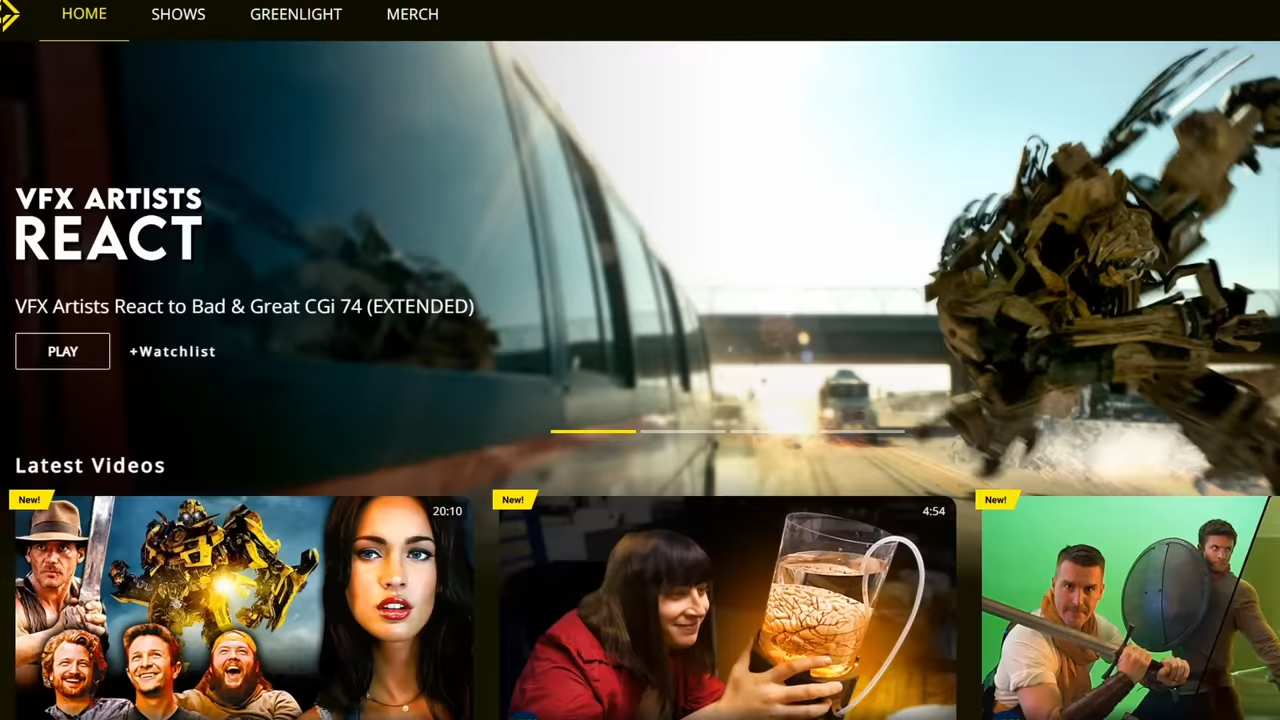 HOME
SHOWS
GREENLIGHT
MERCH
VFX ARTISTS
REACT
VFX Artists React to Bad & Great CGi 74 (EXTENDED)
PLAY
+Watchlist
Latest Videos
New!
20:10
New!
4:54
New!